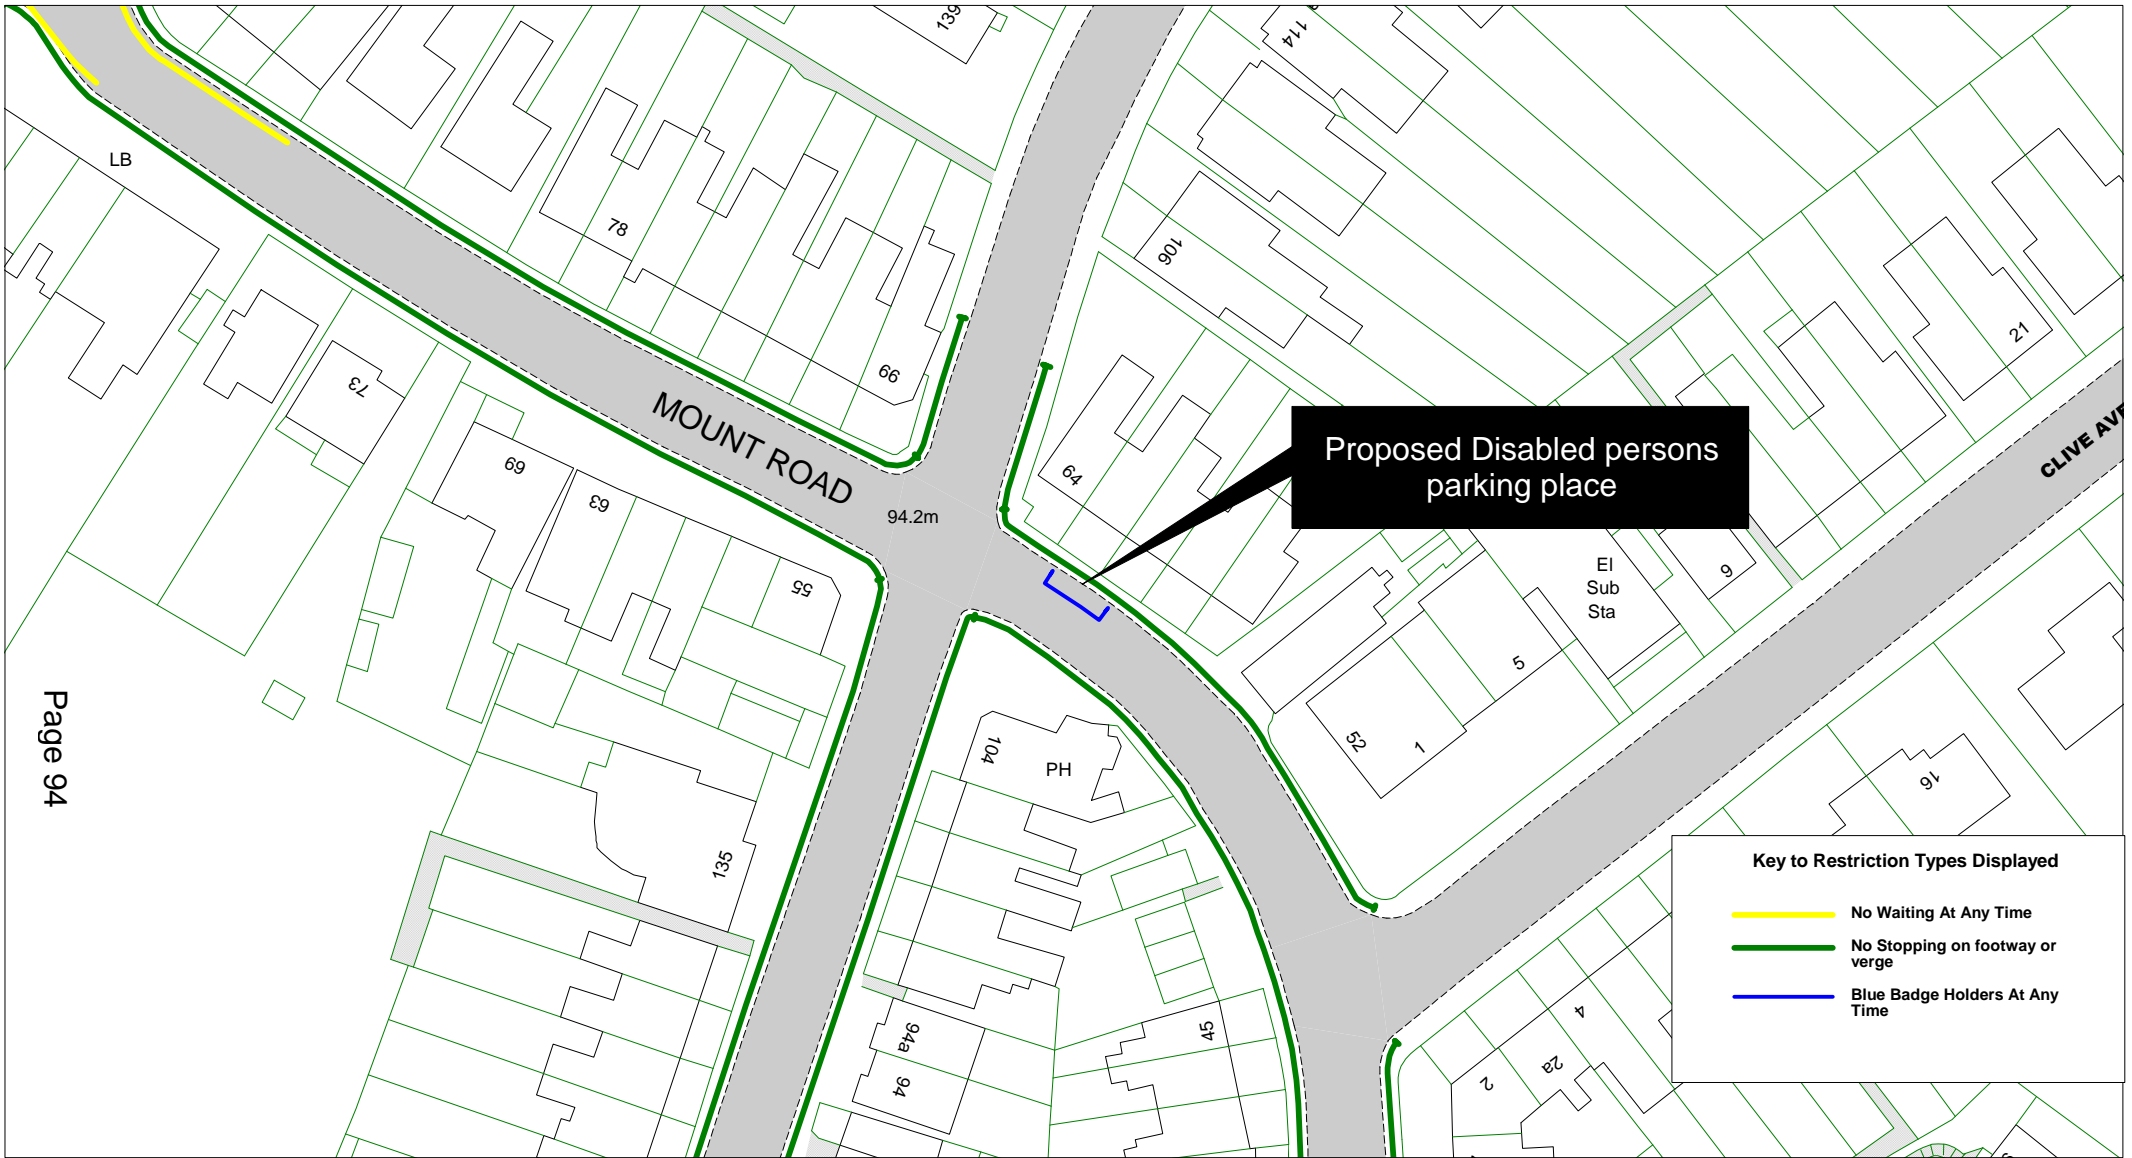 139
114
LB
78
106
66
73
21
MOUNT ROAD
CLIVE AVE
Proposed Disabled persons
parking place
69
64
63
94.2m
55
El
Sub
Sta
9
5
52
1
104
PH
16
Page 94
135
Key to Restriction Types Displayed
No Waiting At Any Time
No Stopping on footway or
verge
Blue Badge Holders At Any
Time
4
45
94a
2a
2
94